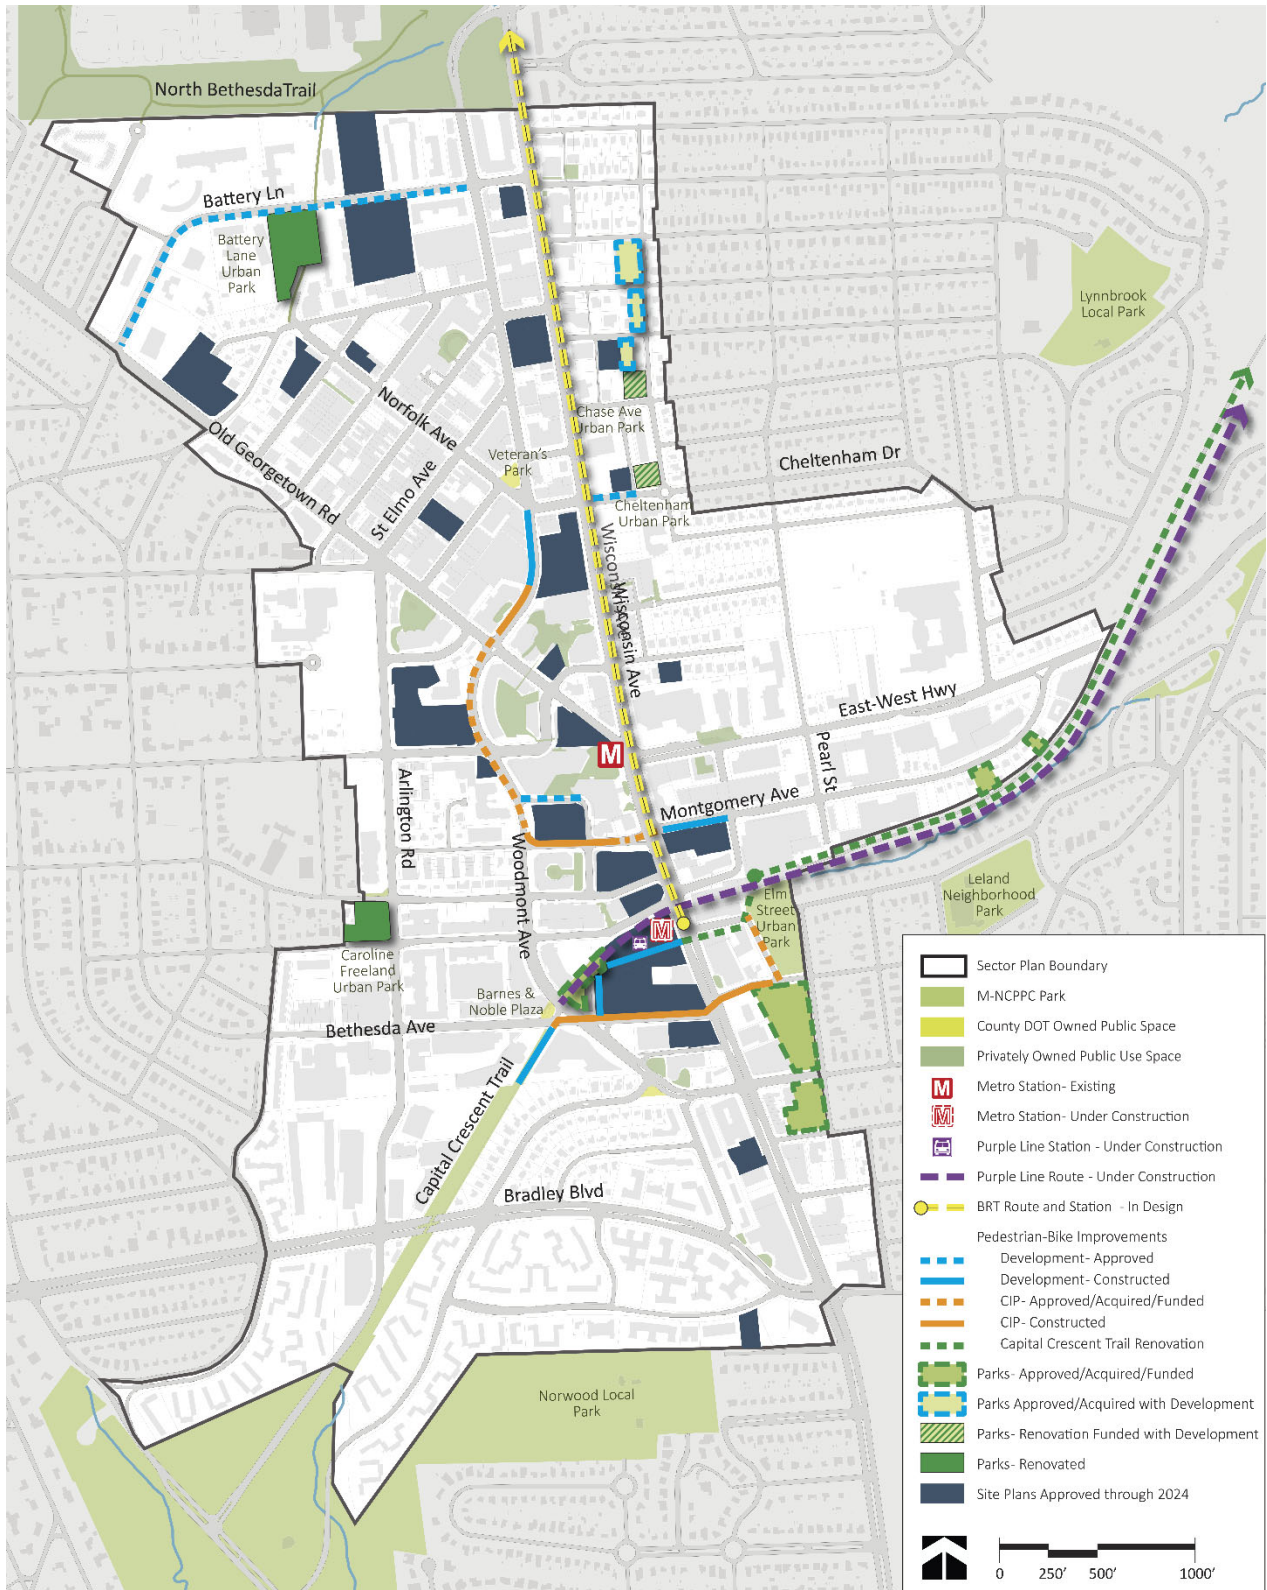 North BethesdaTrail
Battery Ln
Battery
Lane
Urban
Park
Lynnbrook
Local Park
Norfolk Ave
Chase Ave
Urban Park
Old Georgetown Rd
St Elmo Ave
Veteran's
Park
Cheltenham Dr
Cheltenham
Urban Park
Wisconsin Ave
Wisconsin Ave
East-West Hwy
M
Pearl St
Arlington Rd
Montgomery Ave
Woodmont Ave
Leland
Neighborhood
Park
Elm
Street
Urban
Park
M
Caroline
Freeland
Urban Park
Barnes &
Noble Plaza
Bethesda Ave
Capital Crescent Trail
Bradley Blvd
Norwood Local
Park
Sector Plan Boundary
M-NCPPC Park
County DOT Owned Public Space
Privately Owned Public Use Space
M Metro Station- Existing
M Metro Station- Under Construction
Purple Line Station - Under Construction
Purple Line Route - Under Construction
BRT Route and Station - In Design
Pedestrian-Bike Improvements
Development- Approved
Development- Constructed
CIP- Approved/Acquired/Funded
CIP- Constructed
Capital Crescent Trail Renovation
Parks- Approved/Acquired/Funded
Parks Approved/Acquired with Development
Parks- Renovation Funded with Development
Parks- Renovated
Site Plans Approved through 2024
0 250' 500' 1000'